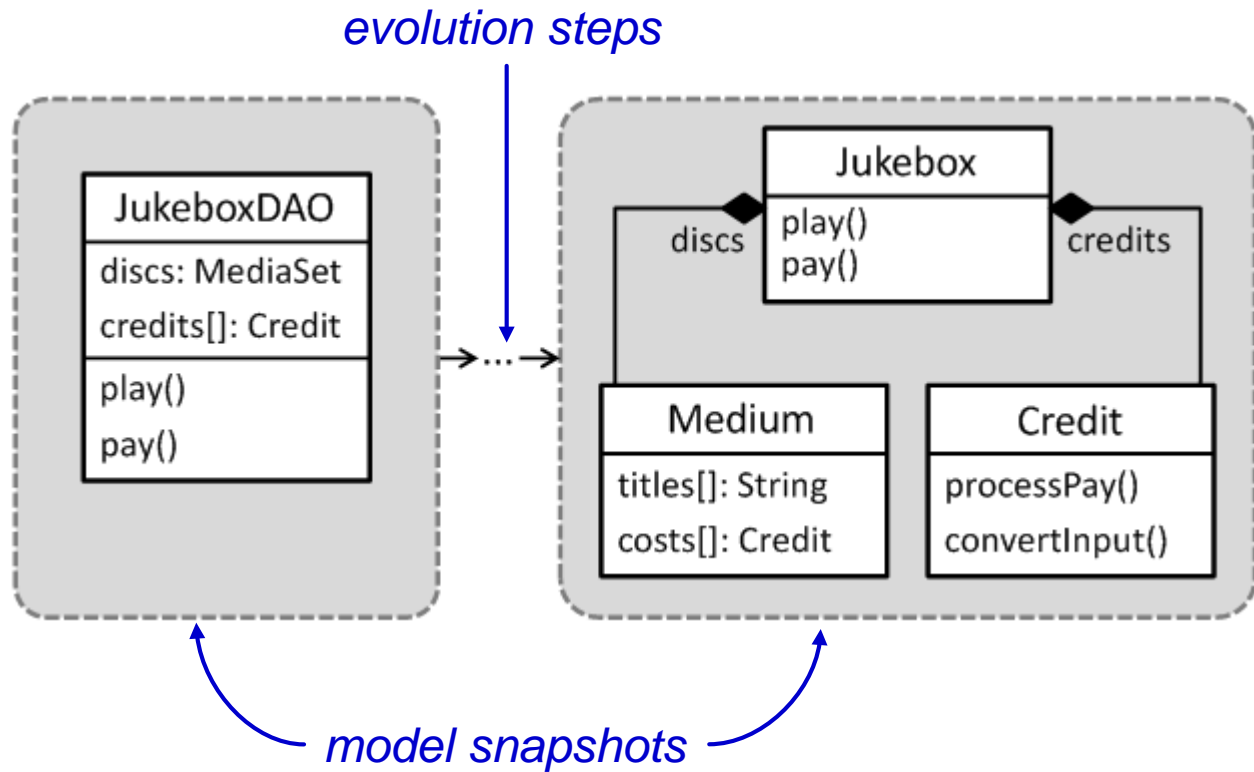 evolution steps
JukeboxDAO
discs: MediaSet
credits[]: Credit
play()
pay()
...
Jukebox
play()
pay()
discs
credits
Medium
titles[]: String
costs[]: Credit
Credit
processPay()
convertInput()
model snapshots